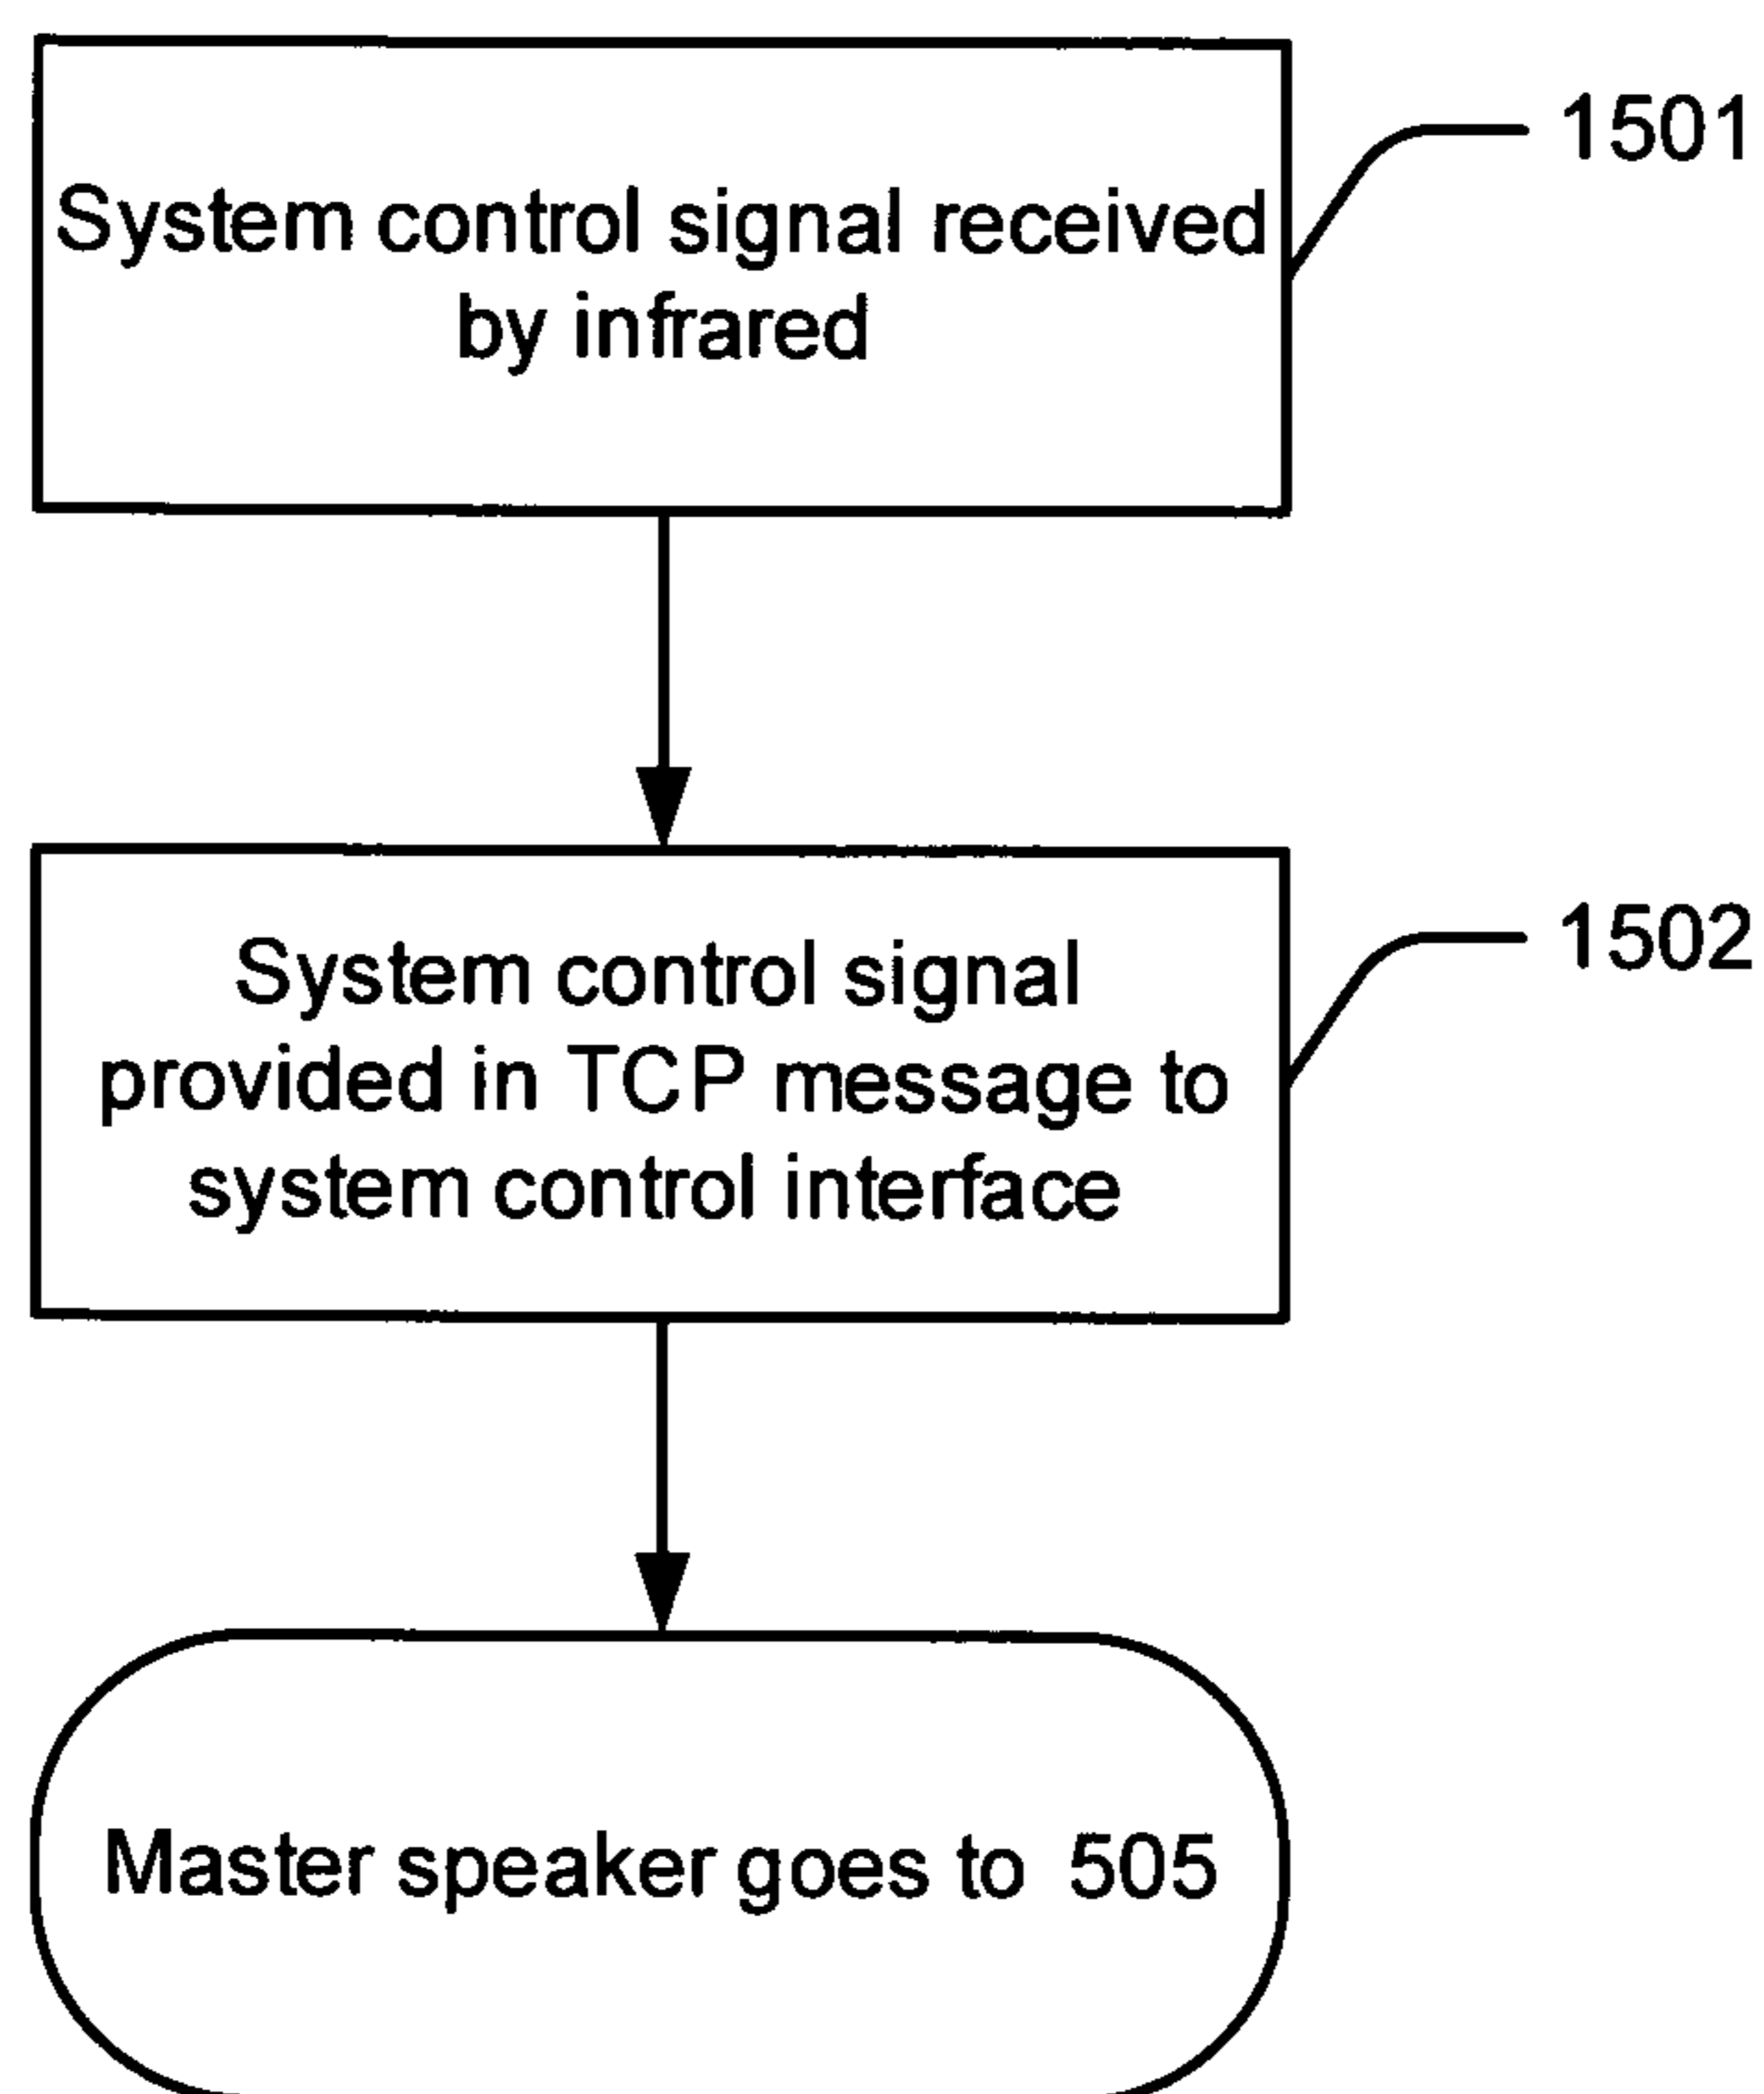 1501
System control signal received
by infrared
1502
System control signal
provided in TCP message to
system control interface
Master speaker goes to 505